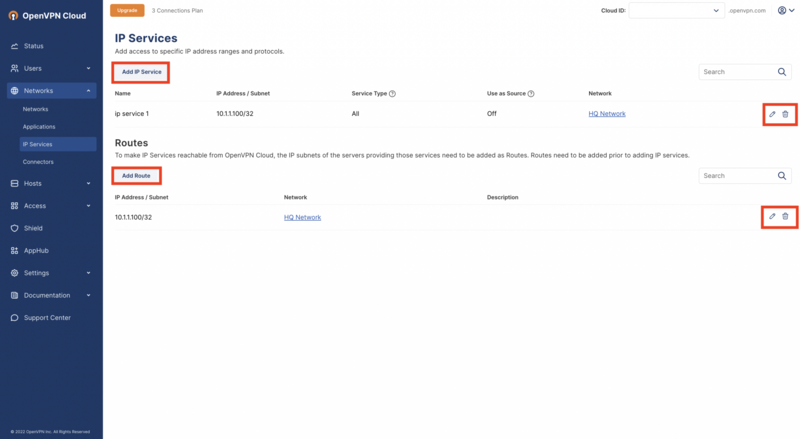 OpenVPN Cloud
Status
Users
Networks
Networks
Applications
IP Services
Connectors
Hosts
Access
Shield
AppHub
Settings
Documentation
Support Center
© 2022 OpenVPN Inc. All Rights Reserved.
Upgrade 3 Connections Plan Cloud ID: .openvpn.com
IP Services
Add access to specific IP address ranges and protocols.
Add IP Service Search
Name IP Address / Subnet Service Type ? Use as Source ? Network
ip service 1 10.1.1.100/32 All Off HQ Network
Routes
To make IP Services reachable from OpenVPN Cloud, the IP subnets of the servers providing those services need to be added as Routes. Routes need to be added prior to adding IP services.
Add Route Search
IP Address / Subnet Network Description
10.1.1.100/32 HQ Network